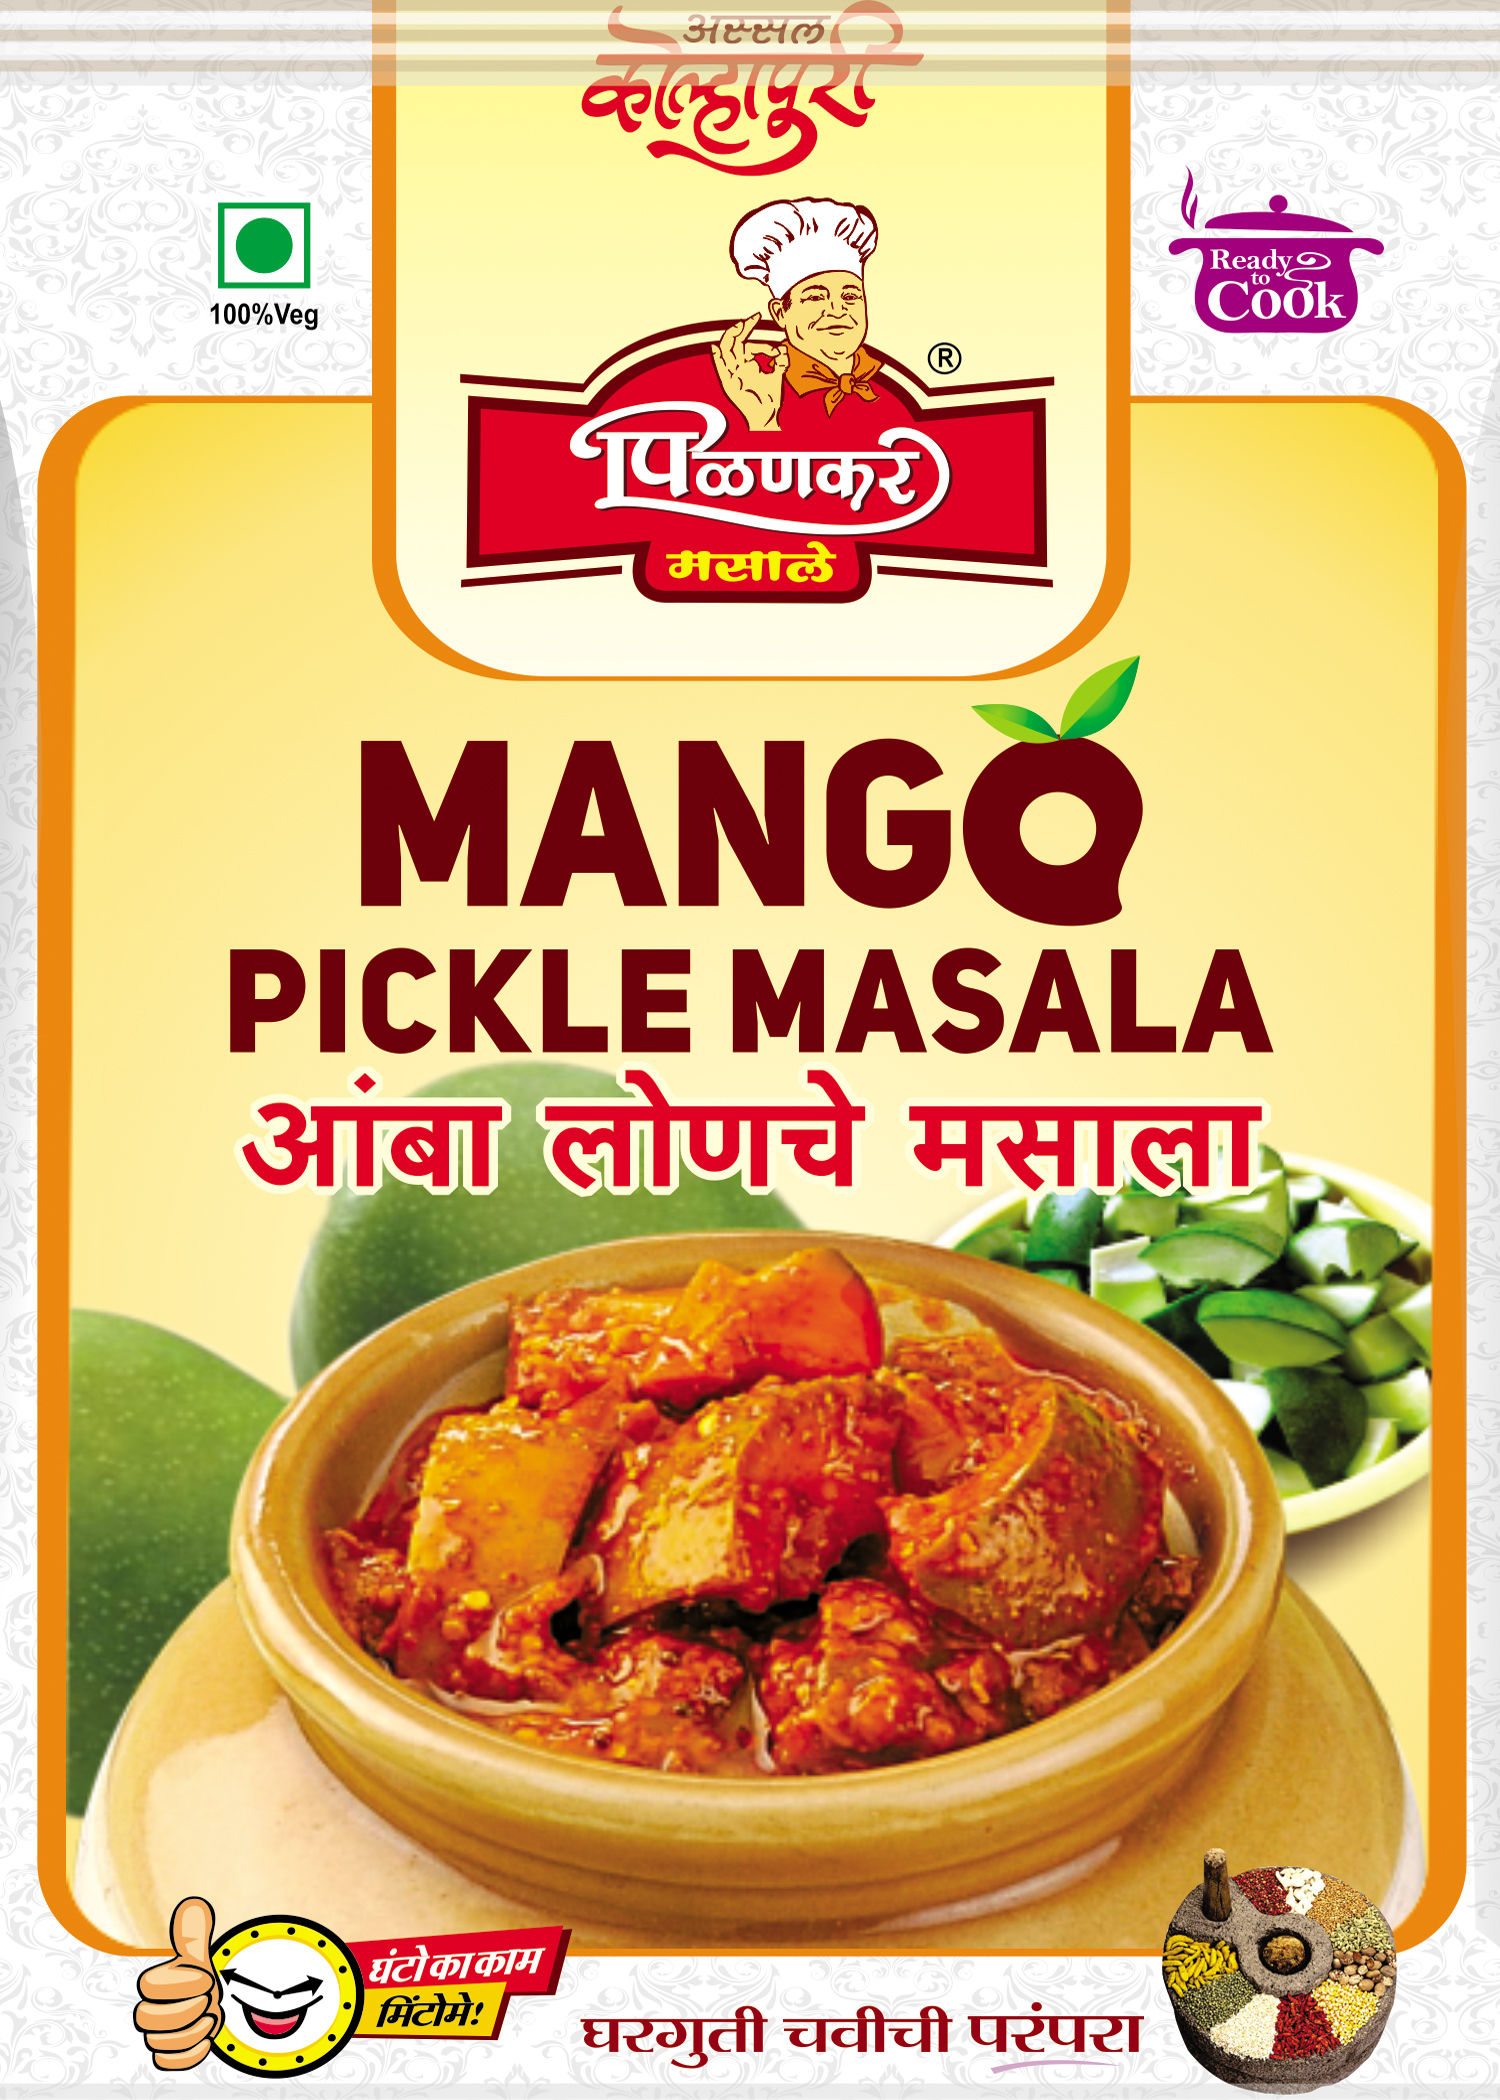 अस्सल
कोल्हापुरी
100%Veg
Ready
to
Cook
®
पिळणकर
मसाले
MANGO
PICKLE MASALA
आंबा लोणचे मसाला
घंटो का काम
मिंटोमे!
घरगुती चवीची परंपरा